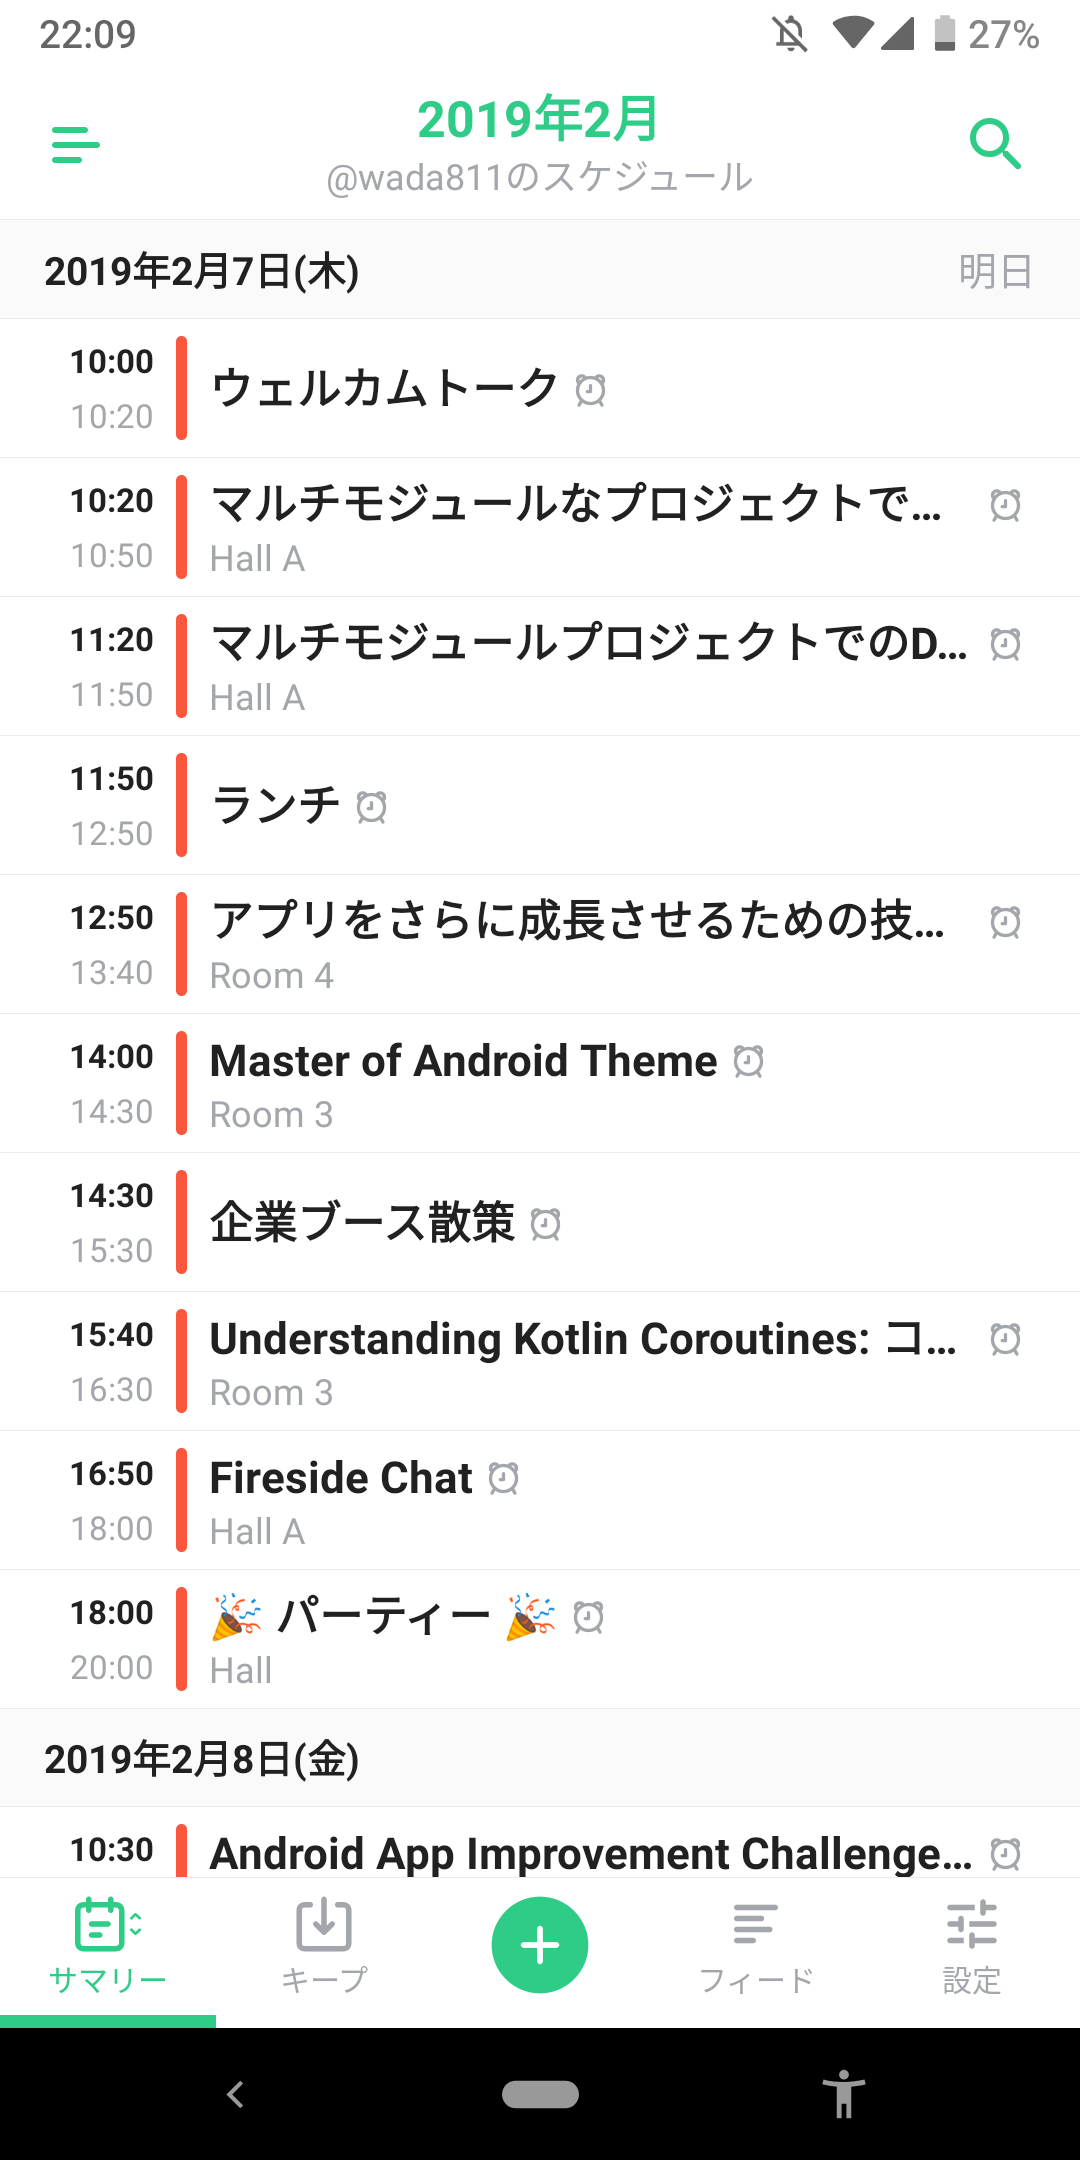 22:09
27%
2019年2月
@wada811のスケジュール
2019年2月7日(木) 明日
10:00
ウェルカムトーク
10:20
10:20
マルチモジュールなプロジェクトで…
10:50
Hall A
11:20
マルチモジュールプロジェクトでのD…
11:50
Hall A
11:50
ランチ
12:50
12:50
アプリをさらに成長させるための技…
13:40
Room 4
14:00
Master of Android Theme
14:30
Room 3
14:30
企業ブース散策
15:30
15:40
Understanding Kotlin Coroutines: コ…
16:30
Room 3
16:50
Fireside Chat
18:00
Hall A
18:00
🎉 パーティー 🎉
20:00
Hall
2019年2月8日(金)
10:30
Android App Improvement Challenge…
サマリー
キープ
フィード
設定